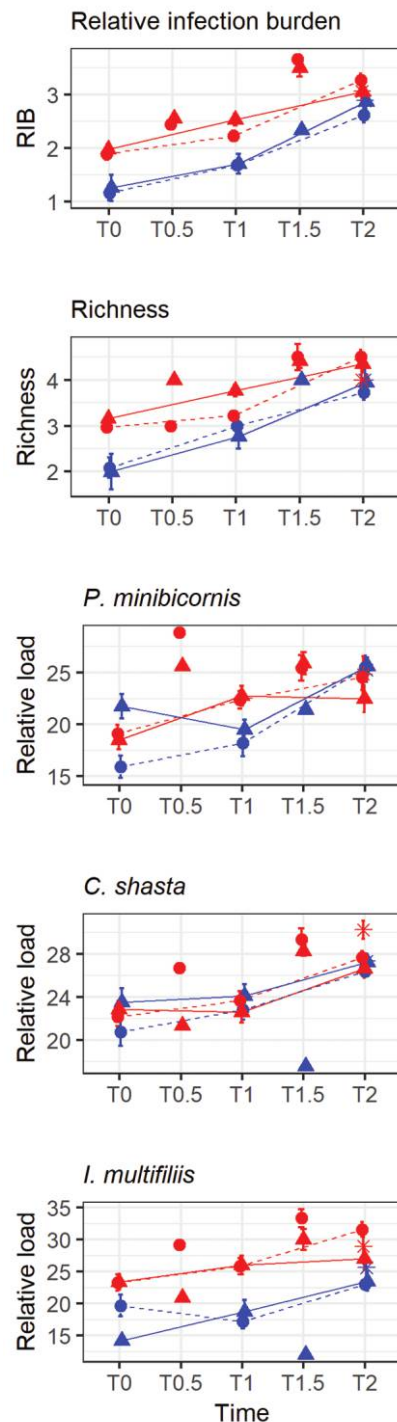 Relative infection burden
RIB
3
2
1
T0 T0.5 T1 T1.5 T2
Richness
Richness
4
3
2
T0 T0.5 T1 T1.5 T2
P. minibicornis
Relative load
25
20
15
T0 T0.5 T1 T1.5 T2
C. shasta
Relative load
28
24
20
T0 T0.5 T1 T1.5 T2
I. multifiliis
Relative load
35
30
25
20
15
T0 T0.5 T1 T1.5 T2
Time